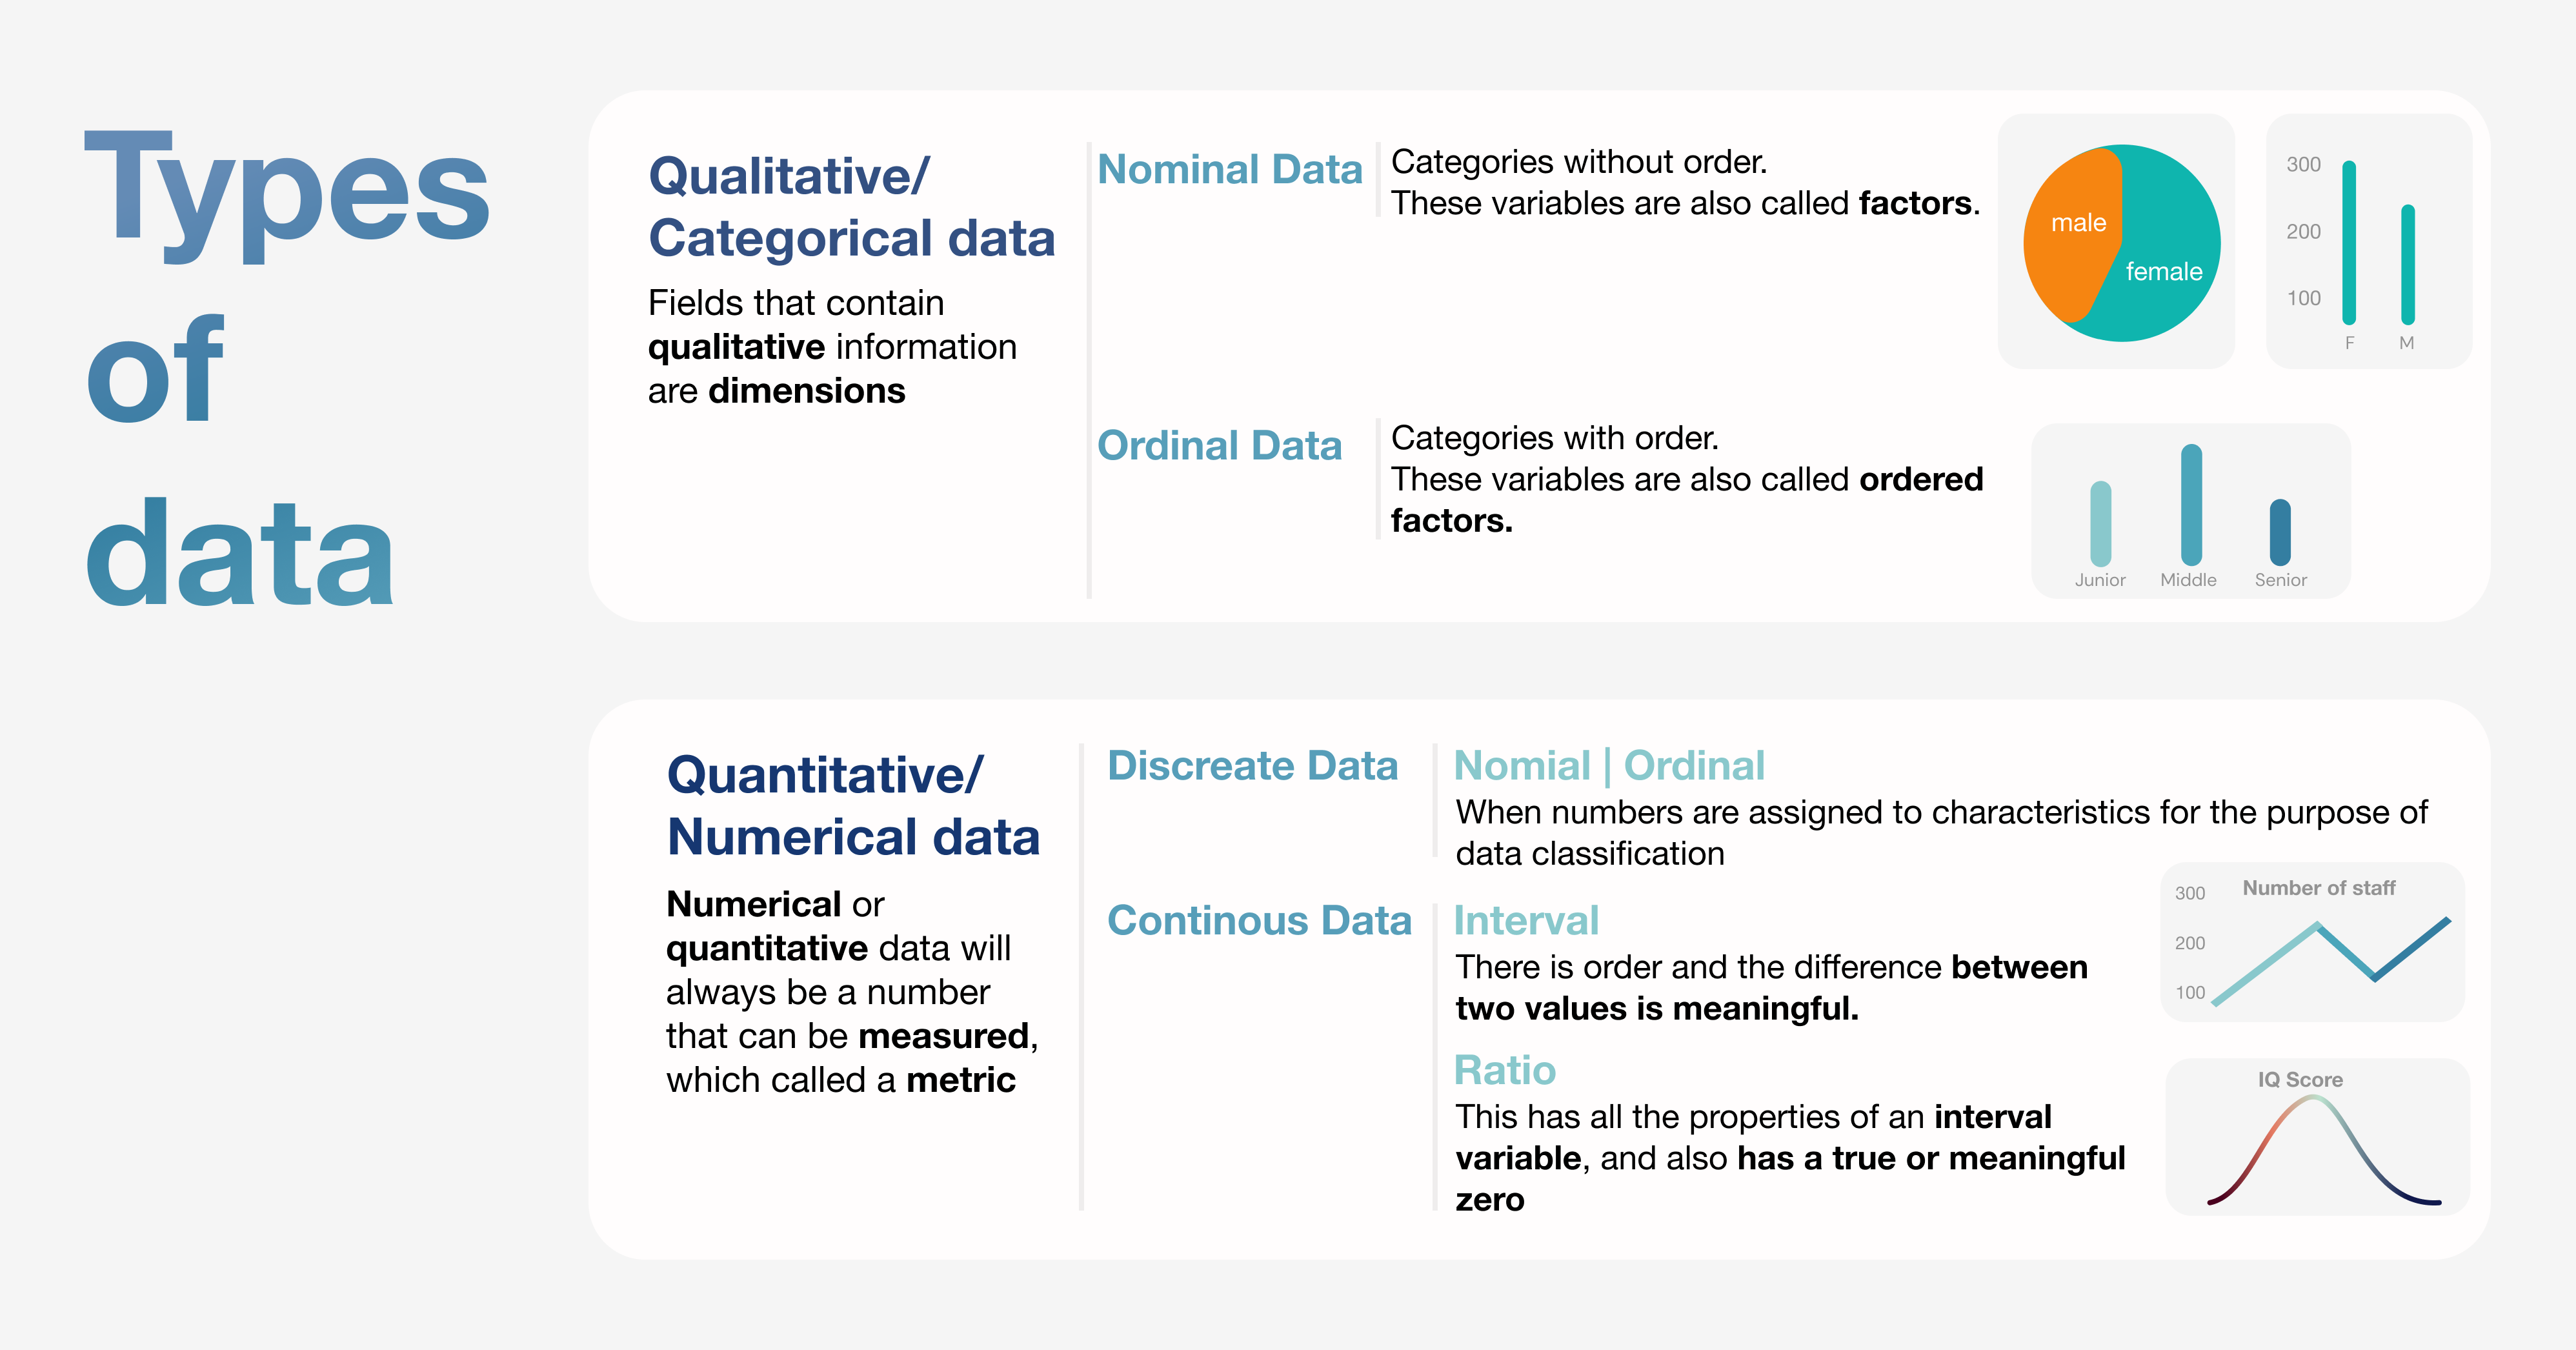 Types
of
data
Qualitative/
Categorical data
Fields that contain
qualitative information
are dimensions
Nominal Data
Categories without order.
These variables are also called factors.
male
female
300
200
100
F
M
Ordinal Data
Categories with order.
These variables are also called ordered
factors.
Junior
Middle
Senior
Quantitative/
Numerical data
Numerical or
quantitative data will
always be a number
that can be measured,
which called a metric
Discreate Data
Nomial | Ordinal
When numbers are assigned to characteristics for the purpose of
data classification
Continous Data
Interval
There is order and the difference between
two values is meaningful.
Number of staff
300
200
100
Ratio
This has all the properties of an interval
variable, and also has a true or meaningful
zero
IQ Score